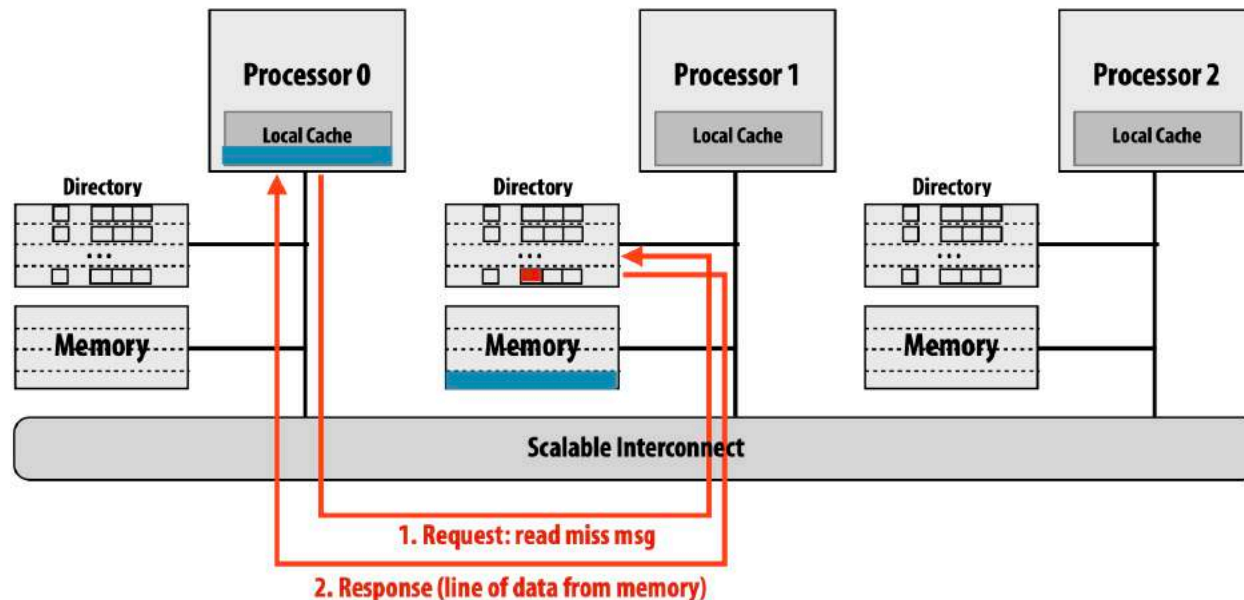 Processor 0
Local Cache
Processor 1
Local Cache
Processor 2
Local Cache
Directory
...
Directory
...
Directory
...
Memory
Memory
Memory
Scalable Interconnect
1. Request: read miss msg
2. Response (line of data from memory)